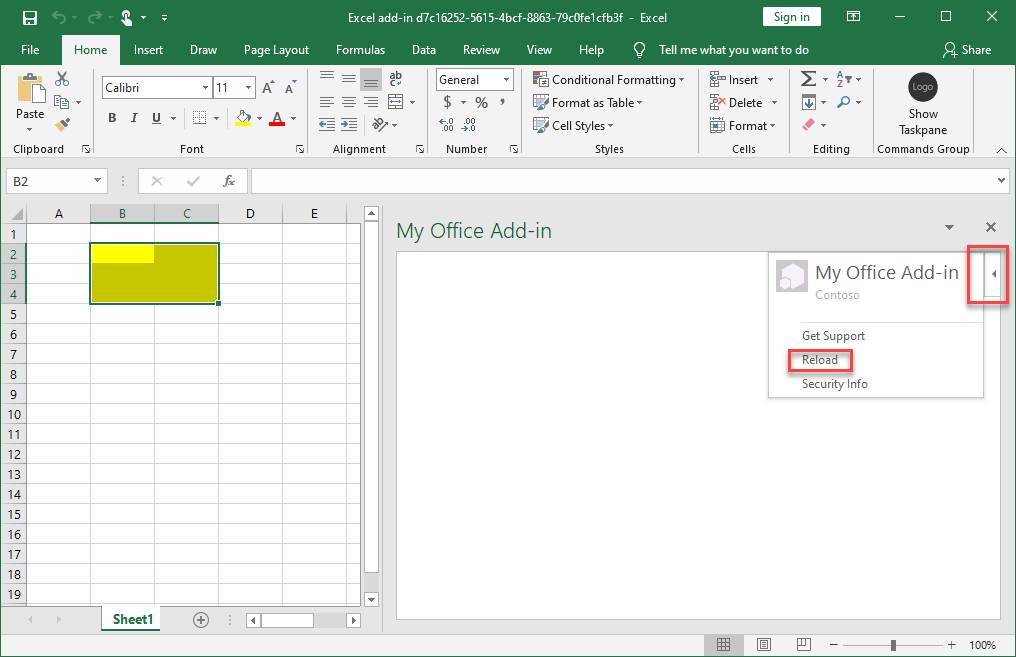 Excel add-in d7c16252-5615-4bcf-8863-79c0fe1cfb3f - Excel
Sign in
File Home Insert Draw Page Layout Formulas Data Review View Help Tell me what you want to do Share
Paste
Clipboard
Calibri 11 A A
B I U A
Font
ab
c
Alignment
General
$ % ,
.00 .0
.00
Number
Conditional Formatting
Format as Table
Cell Styles
Styles
Insert
Delete
Format
Cells
Σ A
Z
Editing
Logo
Show
Taskpane
Commands Group
B2 fx
A B C D E
1
2
3
4
5
6
7
8
9
10
11
12
13
14
15
16
17
18
19
My Office Add-in
My Office Add-in
Contoso
Get Support
Reload
Security Info
Sheet1
100%